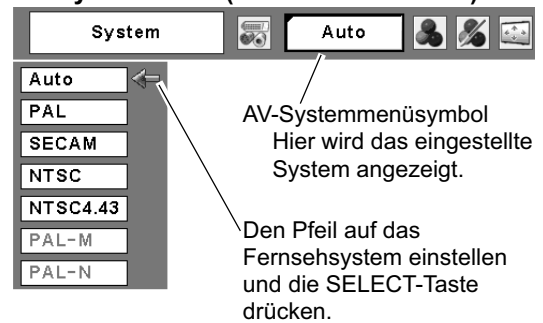 System
Auto
Auto
PAL
SECAM
NTSC
NTSC4.43
PAL-M
PAL-N
AV-Systemmenüsymbol
Hier wird das eingestellte
System angezeigt.
Den Pfeil auf das
Fernsehsystem einstellen
und die SELECT-Taste
drücken.